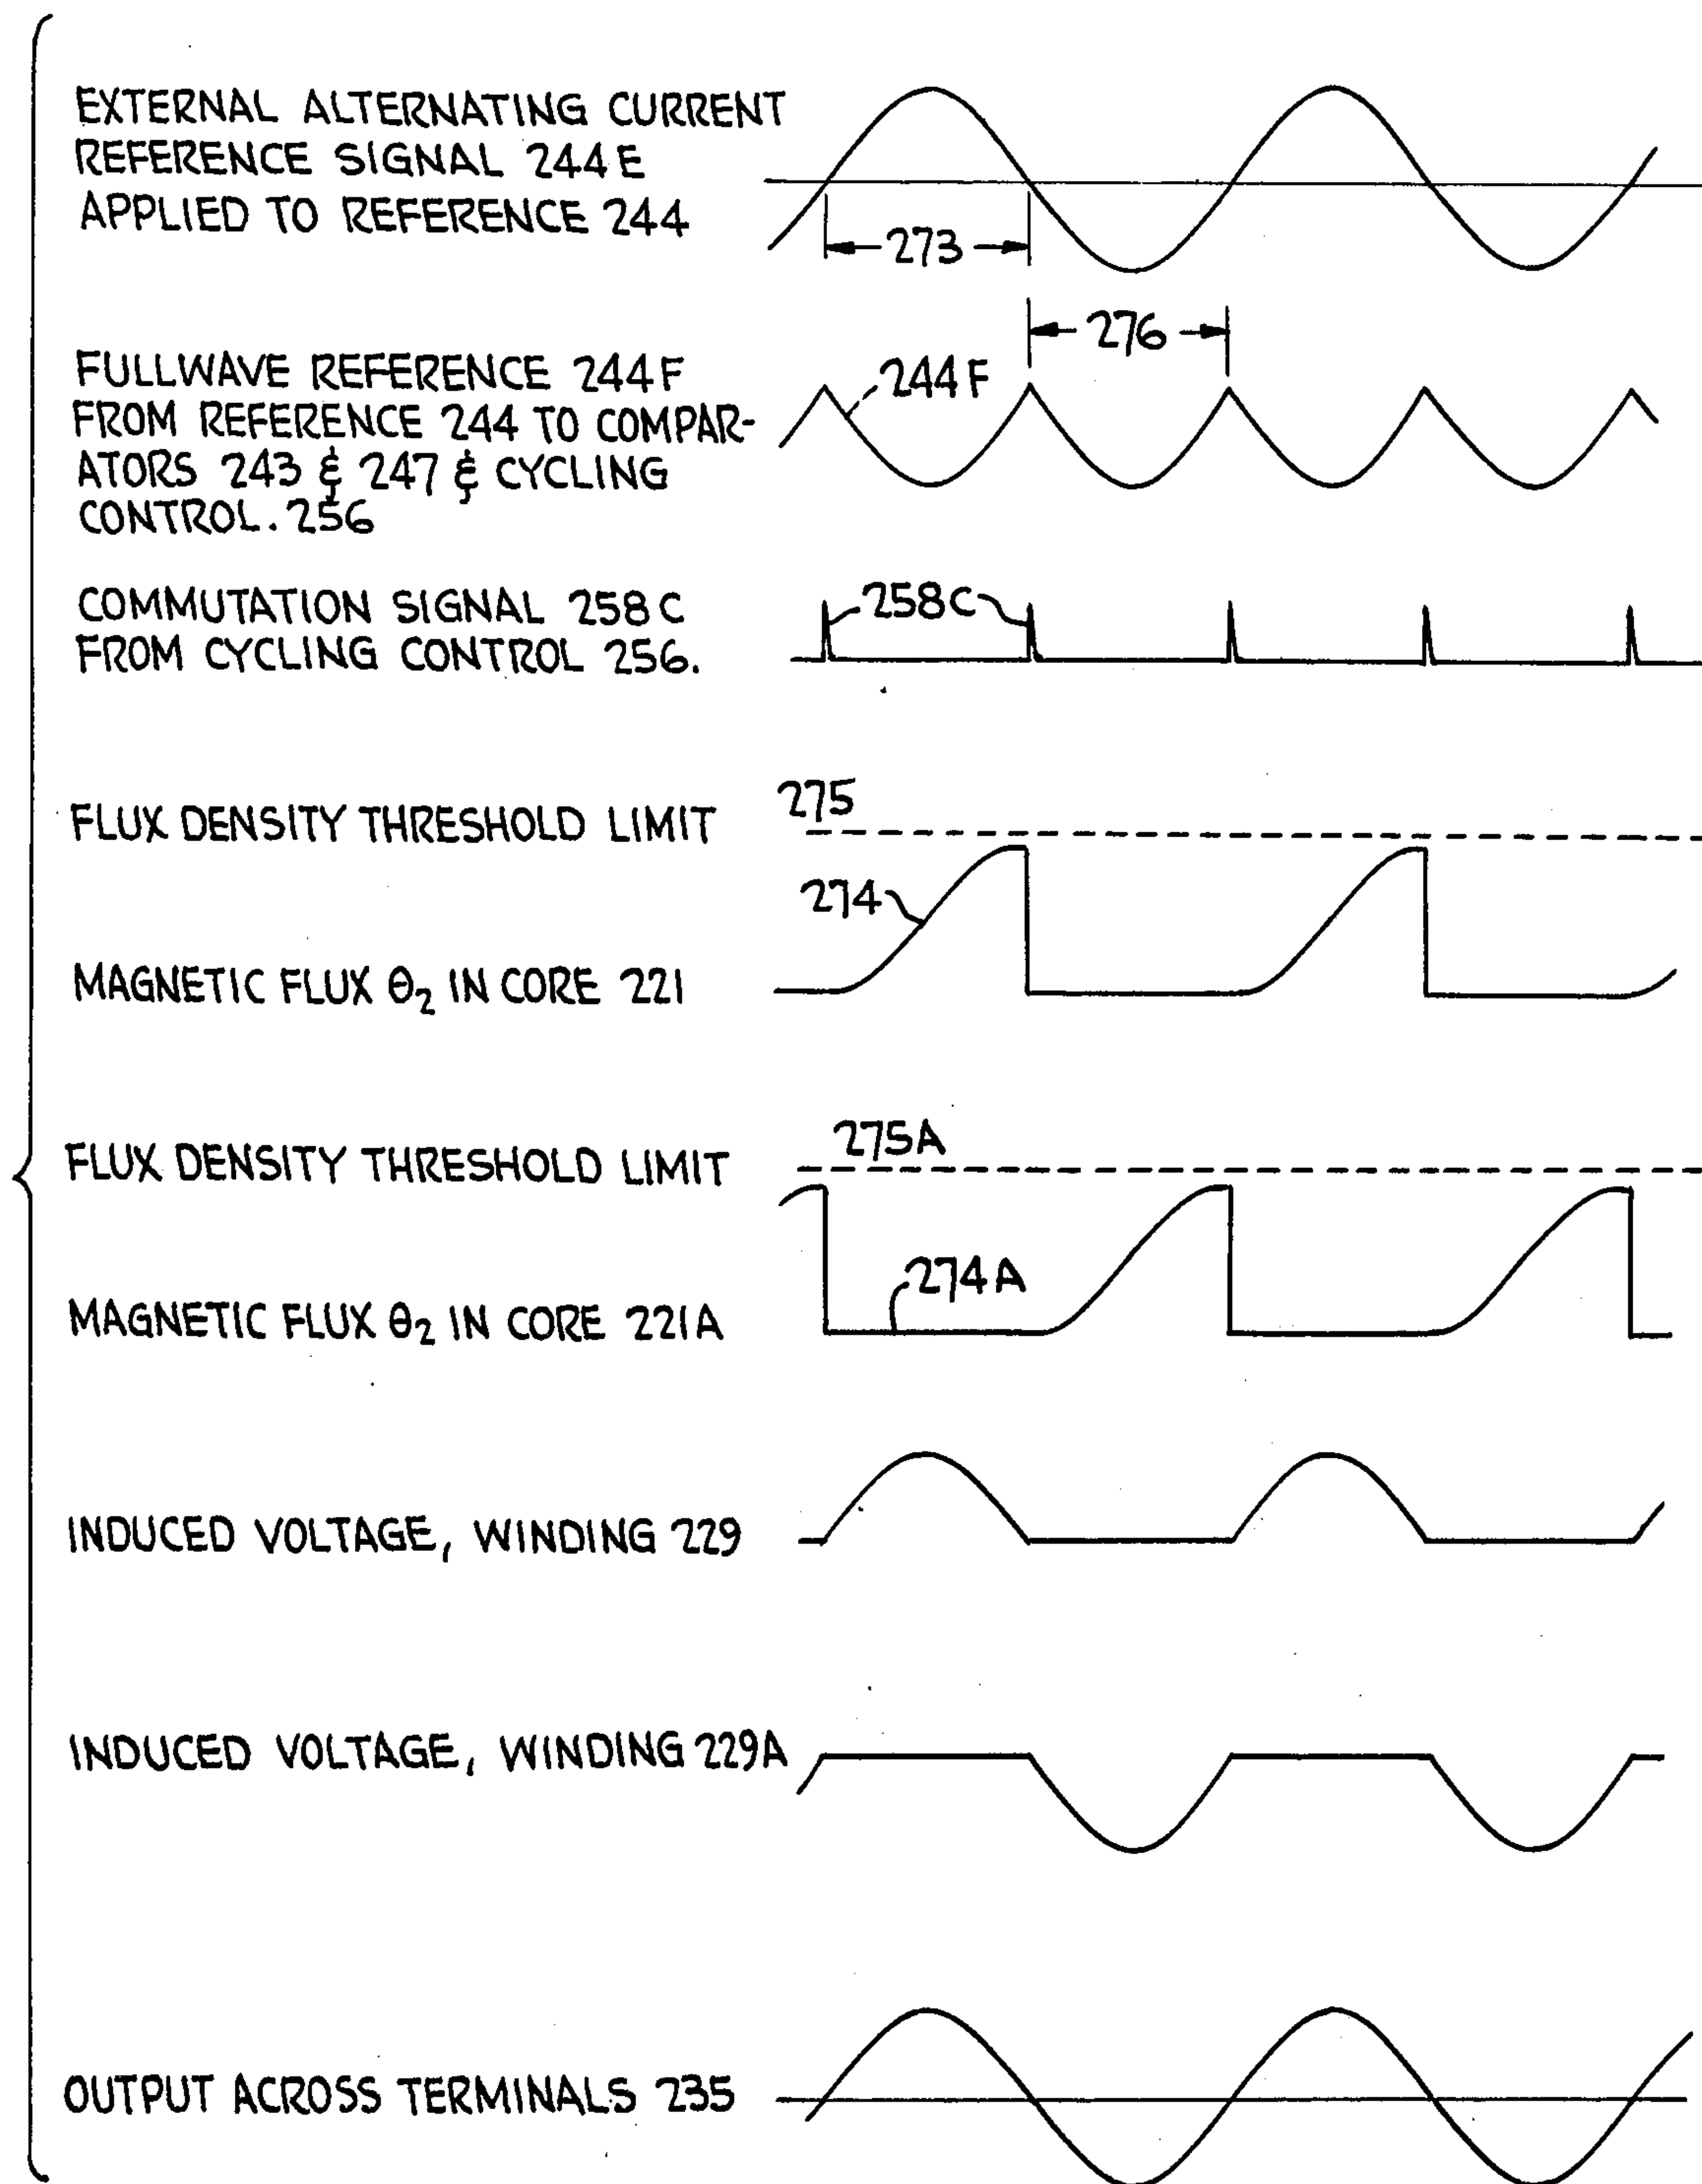 EXTERNAL ALTERNATING CURRENT
REFERENCE SIGNAL 244E
APPLIED TO REFERENCE 244
273
276
FULLWAVE REFERENCE 244F
FROM REFERENCE 244 TO COMPAR-
ATORS 243 & 247 & CYCLING
CONTROL. 256
244F
COMMUTATION SIGNAL 258C
FROM CYCLING CONTROL 256.
258C
FLUX DENSITY THRESHOLD LIMIT
275
274
MAGNETIC FLUX θ2 IN CORE 221
FLUX DENSITY THRESHOLD LIMIT
275A
274A
MAGNETIC FLUX θ2 IN CORE 221A
INDUCED VOLTAGE, WINDING 229
INDUCED VOLTAGE, WINDING 229A
OUTPUT ACROSS TERMINALS 235